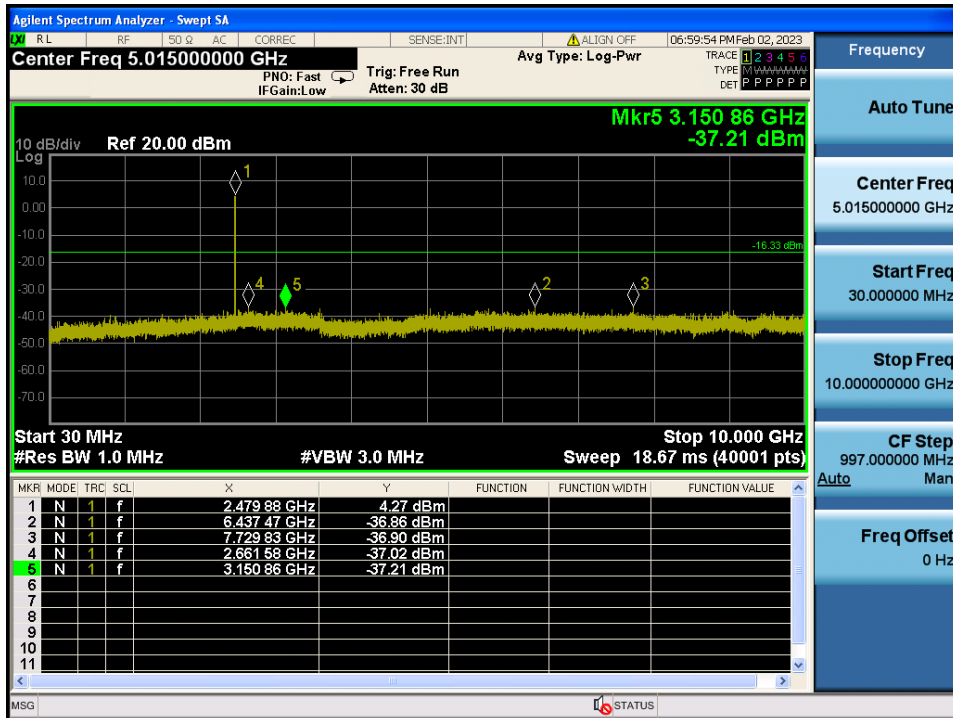 Agilent Spectrum Analyzer - Swept SA
LXI RL RF 50 Ω AC CORREC SENSE:INT ALIGN OFF 06:59:54 PM Feb 02, 2023
Center Freq 5.015000000 GHz
PNO: Fast
IFGain:Low
Trig: Free Run
Atten: 30 dB
Avg Type: Log-Pwr
TRACE 1 2 3 4 5 6
TYPE M W W W W W
DET P P P P P P
Mkr5 3.150 86 GHz
-37.21 dBm
10 dB/div Ref 20.00 dBm
Log
10.0
0.00
-10.0
-20.0
-30.0
-40.0
-50.0
-60.0
-70.0
1
4
5
2
3
-16.33 dBm
Start 30 MHz Stop 10.000 GHz
#Res BW 1.0 MHz #VBW 3.0 MHz Sweep 18.67 ms (40001 pts)
MKR MODE TRC SCL X Y FUNCTION FUNCTION WIDTH FUNCTION VALUE
1 N 1 f 2.479 88 GHz 4.27 dBm
2 N 1 f 6.437 47 GHz -36.86 dBm
3 N 1 f 7.729 83 GHz -36.90 dBm
4 N 1 f 2.661 58 GHz -37.02 dBm
5 N 1 f 3.150 86 GHz -37.21 dBm
6
7
8
9
10
11
MSG STATUS
Frequency
Auto Tune
Center Freq
5.015000000 GHz
Start Freq
30.000000 MHz
Stop Freq
10.000000000 GHz
CF Step
997.000000 MHz
Auto Man
Freq Offset
0 Hz